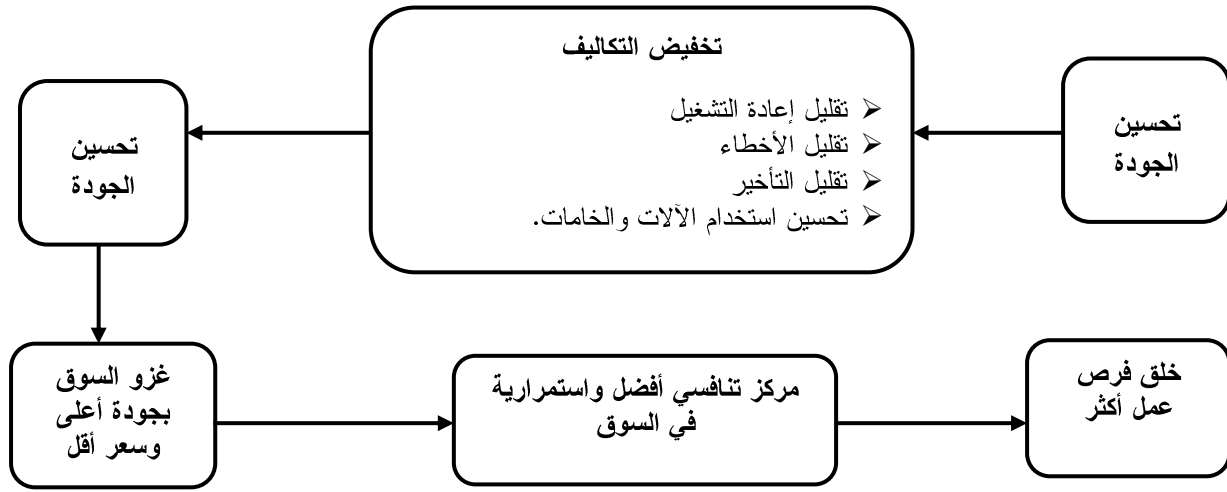 تحسين
الجودة
تخفيض التكاليف
➢ تقليل إعادة التشغيل
➢ تقليل الأخطاء
➢ تقليل التأخير
➢ تحسين استخدام الآلات والخامات.
تحسين
الجودة
غزو السوق
بجودة أعلى
وسعر أقل
مركز تنافسي أفضل واستمرارية
في السوق
خلق فرص
عمل أكثر